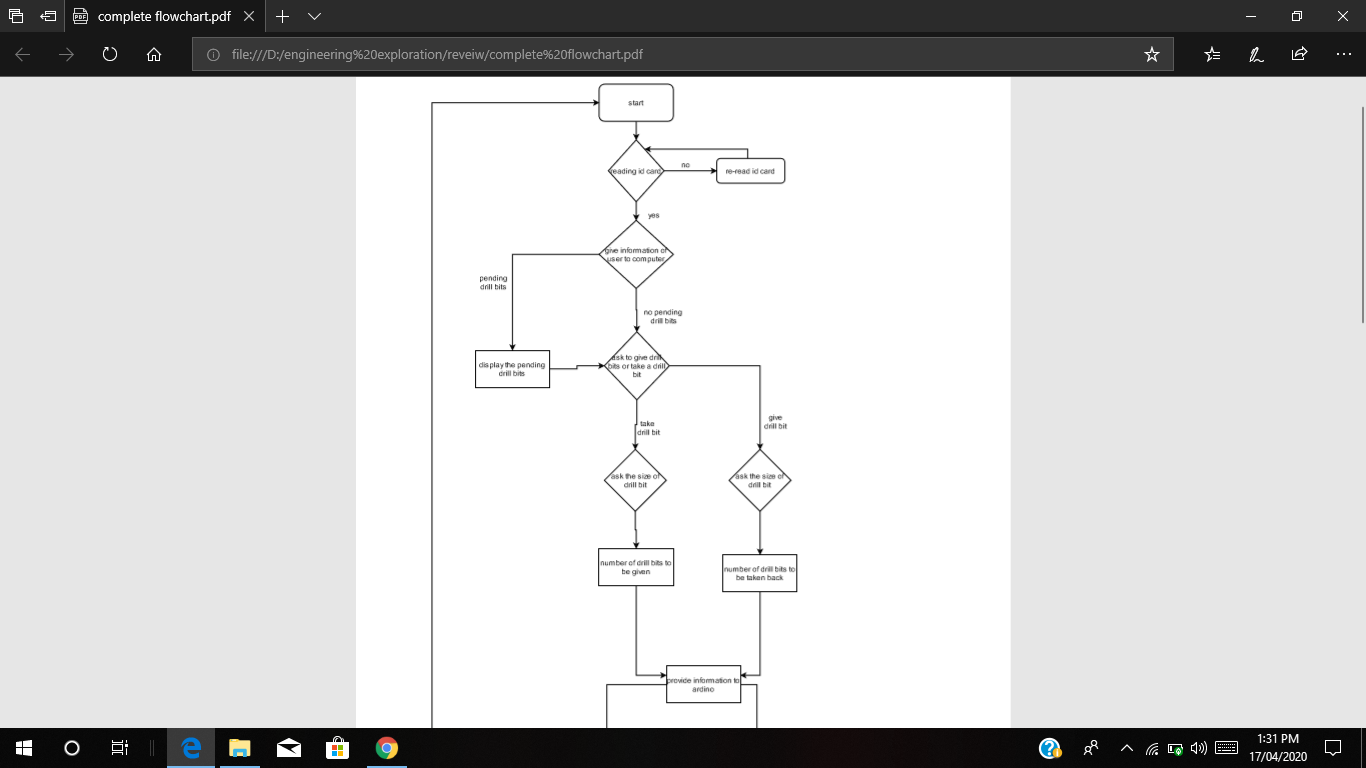 complete flowchart.pdf
file:///D:/engineering%20exploration/reveiw/complete%20flowchart.pdf
start
reading id card
no
re-read id card
yes
give information of
user to computer
pending
drill bits
no pending
drill bits
display the pending
drill bits
ask to give drill
bits or take a drill
bit
take
drill bit
give
drill bit
ask the size of
drill bit
ask the size of
drill bit
number of drill bits to
be given
number of drill bits to
be taken back
provide information to
ardino
1:31 PM
17/04/2020